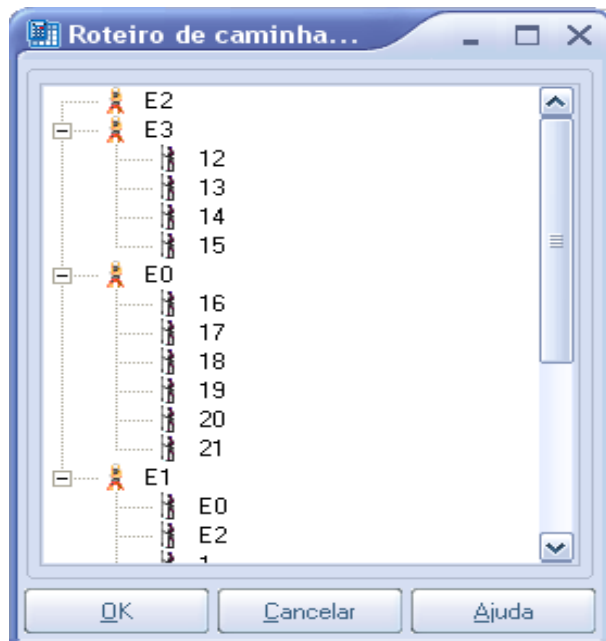 Roteiro de caminha...
E2
E3
12
13
14
15
E0
16
17
18
19
20
21
E1
E0
E2
1
OK
Cancelar
Ajuda